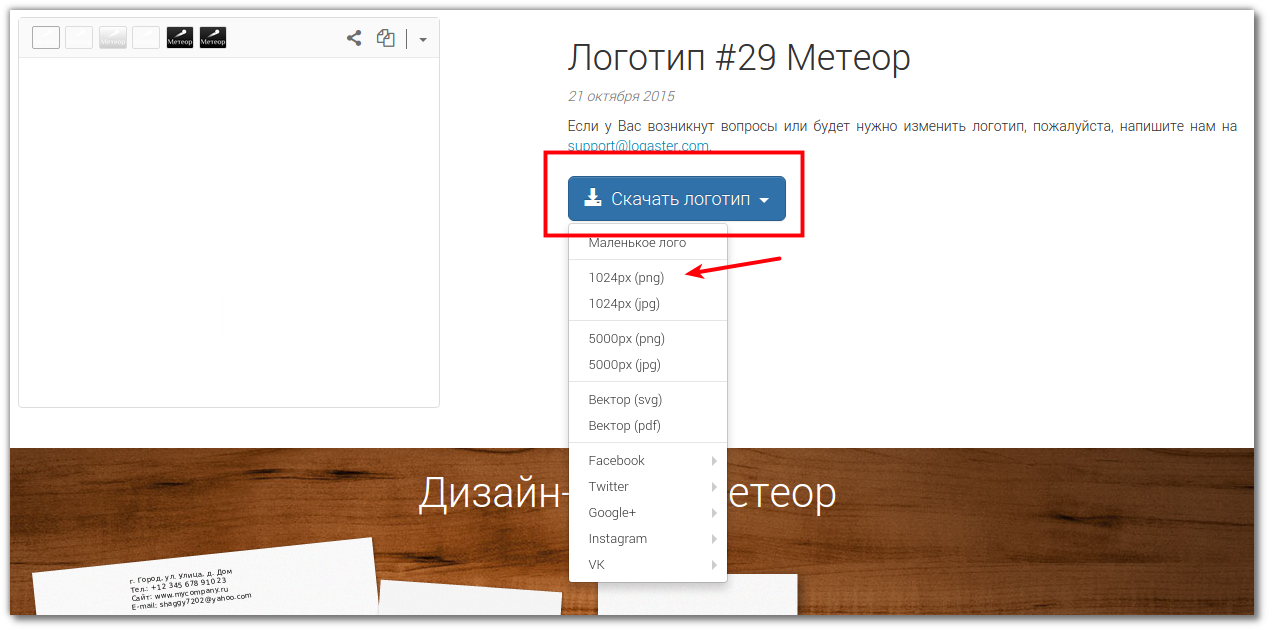 Метеор
Метеор
Метеор
Логотип #29 Метеор
21 октября 2015
Если у Вас возникнут вопросы или будет нужно изменить логотип, пожалуйста, напишите нам на
support@logaster.com.
Скачать логотип
Маленькое лого
1024px (png)
1024px (jpg)
5000px (png)
5000px (jpg)
Вектор (svg)
Вектор (pdf)
Facebook
Twitter
Google+
Instagram
VK
Дизайн- етеор
г. Город, ул. Улица, д. Дом
Тел.: +12 345 678 910 23
Сайт: www.mycompany.ru
E-mail: shaggy7202@yahoo.com